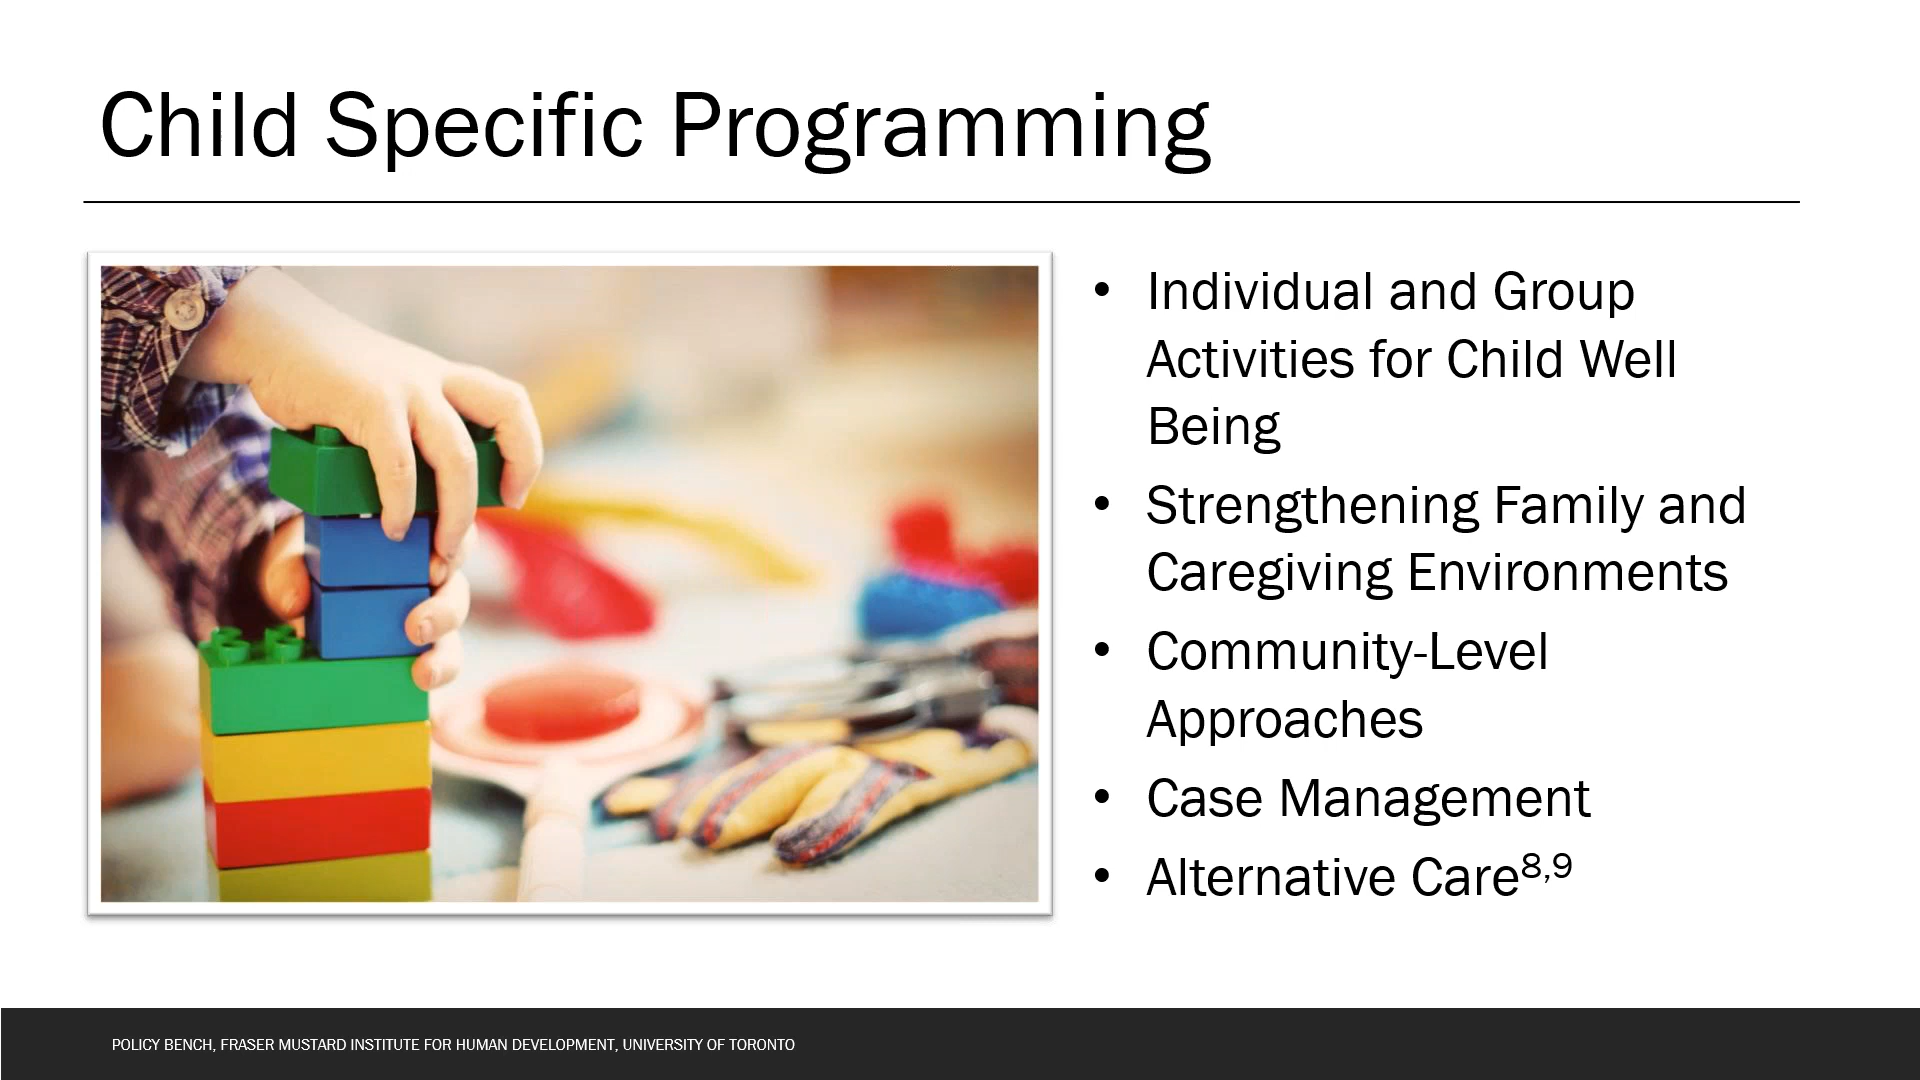 Child Specific Programming
• Individual and Group
Activities for Child Well
Being
• Strengthening Family and
Caregiving Environments
• Community-Level
Approaches
• Case Management
• Alternative Care8,9
POLICY BENCH, FRASER MUSTARD INSTITUTE FOR HUMAN DEVELOPMENT, UNIVERSITY OF TORONTO